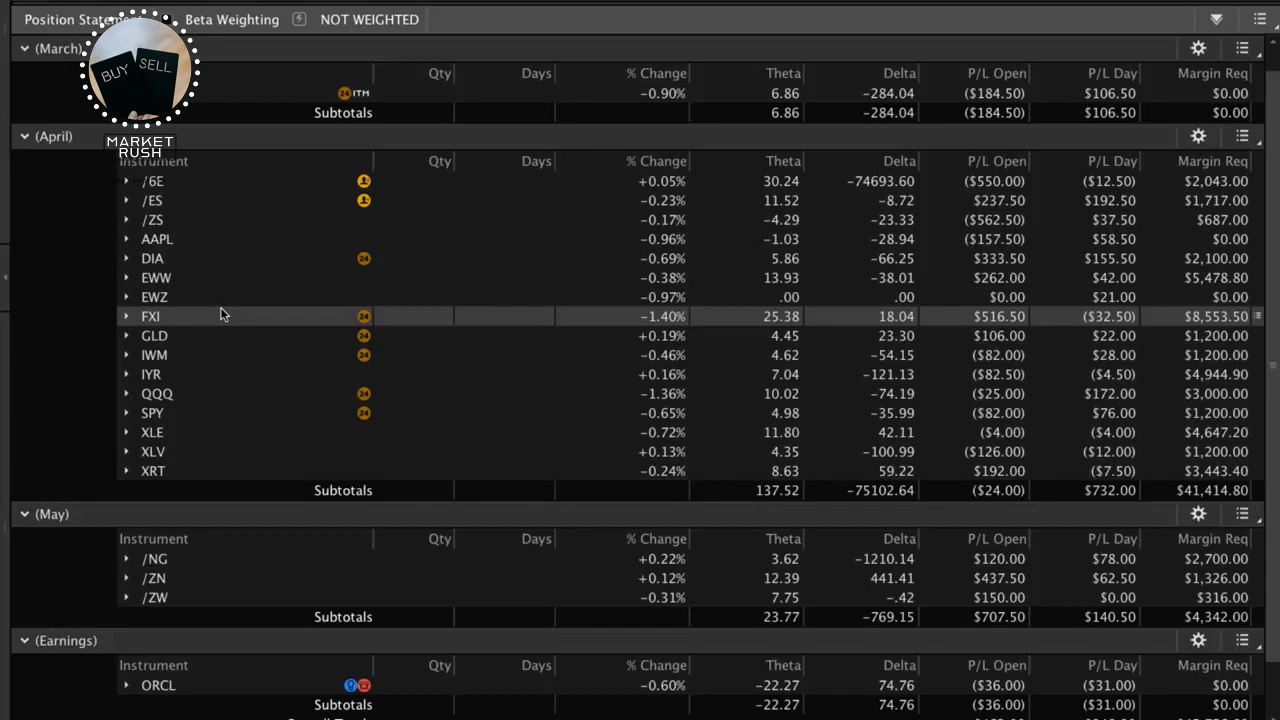 Position Statem Beta Weighting NOT WEIGHTED
(March)
Qty Days % Change Theta Delta P/L Open P/L Day Margin Req
24 ITM −0.90% 6.86 −284.04 ($184.50) $106.50 $0.00
Subtotals 6.86 −284.04 ($184.50) $106.50 $0.00
BUY SELL
MARKET
RUSH
(April)
Instrument Qty Days % Change Theta Delta P/L Open P/L Day Margin Req
/6E +0.05% 30.24 −74693.60 ($550.00) ($12.50) $2,043.00
/ES −0.23% 11.52 −8.72 $237.50 $192.50 $1,717.00
/ZS −0.17% −4.29 −23.33 ($562.50) $37.50 $687.00
AAPL −0.96% −1.03 −28.94 ($157.50) $58.50 $0.00
DIA 24 −0.69% 5.86 −66.25 $333.50 $155.50 $2,100.00
EWW −0.38% 13.93 −38.01 $262.00 $42.00 $5,478.80
EWZ −0.97% .00 .00 $0.00 $21.00 $0.00
FXI 24 −1.40% 25.38 18.04 $516.50 ($32.50) $8,553.50
GLD 24 +0.19% 4.45 23.30 $106.00 $22.00 $1,200.00
IWM 24 −0.46% 4.62 −54.15 ($82.00) $28.00 $1,200.00
IYR +0.16% 7.04 −121.13 ($82.50) ($4.50) $4,944.90
QQQ 24 −1.36% 10.02 −74.19 ($25.00) $172.00 $3,000.00
SPY 24 −0.65% 4.98 −35.99 ($82.00) $76.00 $1,200.00
XLE −0.72% 11.80 42.11 ($4.00) ($4.00) $4,647.20
XLV +0.13% 4.35 −100.99 ($126.00) ($12.00) $1,200.00
XRT −0.24% 8.63 59.22 $192.00 ($7.50) $3,443.40
Subtotals 137.52 −75102.64 ($24.00) $732.00 $41,414.80
(May)
Instrument Qty Days % Change Theta Delta P/L Open P/L Day Margin Req
/NG +0.22% 3.62 −1210.14 $120.00 $78.00 $2,700.00
/ZN +0.12% 12.39 441.41 $437.50 $62.50 $1,326.00
/ZW −0.31% 7.75 −.42 $150.00 $0.00 $316.00
Subtotals 23.77 −769.15 $707.50 $140.50 $4,342.00
(Earnings)
Instrument Qty Days % Change Theta Delta P/L Open P/L Day Margin Req
ORCL −0.60% −22.27 74.76 ($36.00) ($31.00) $0.00
Subtotals −22.27 74.76 ($36.00) ($31.00) $0.00